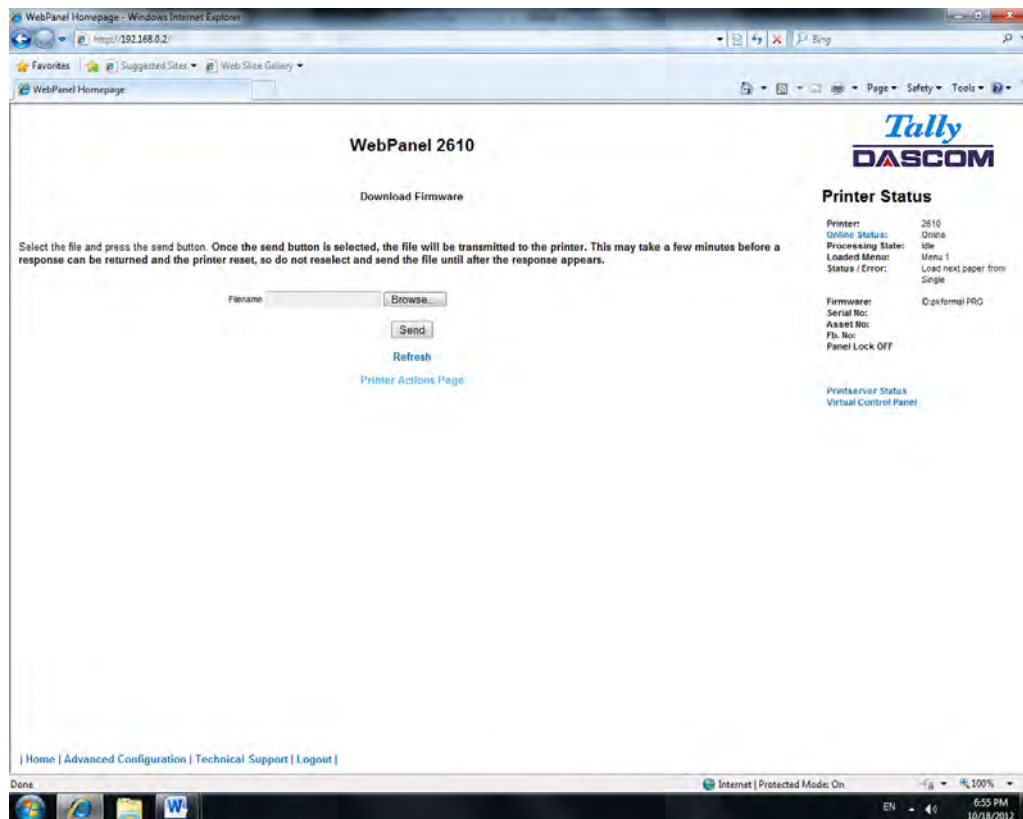 WebPanel Homepage - Windows Internet Explorer
http://192.168.0.2/
Bing
Favorites
Suggested Sites
Web Slice Gallery
WebPanel Homepage
Page Safety Tools
Tally
DASCOM
WebPanel 2610
Download Firmware
Select the file and press the send button. Once the send button is selected, the file will be transmitted to the printer. This may take a few minutes before a
response can be returned and the printer reset, so do not reselect and send the file until after the response appears.
Filename
Browse...
Send
Refresh
Printer Actions Page
Printer Status
Printer: 2610
Online Status: Online
Processing State: Idle
Loaded Menu: Menu 1
Status / Error: Load next paper from
Single
Firmware:
Serial No:
Asset No:
Fb. No:
Panel Lock OFF
Printserver Status
Virtual Control Panel
| Home | Advanced Configuration | Technical Support | Logout |
Done
Internet | Protected Mode: On
100%
EN
6:55 PM
10/18/2012